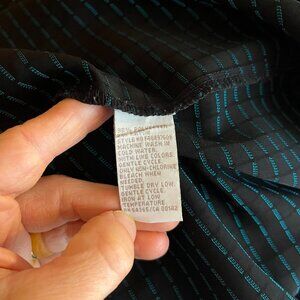 MACHINE WASH IN
COLD WATER.
WITH LIKE COLORS.
GENTLE CYCLE.
ONLY NON-CHLORINE
BLEACH WHEN
NEEDED.
TUMBLE DRY LOW.
GENTLE CYCLE.
IRON AT LOW
TEMPERATURE